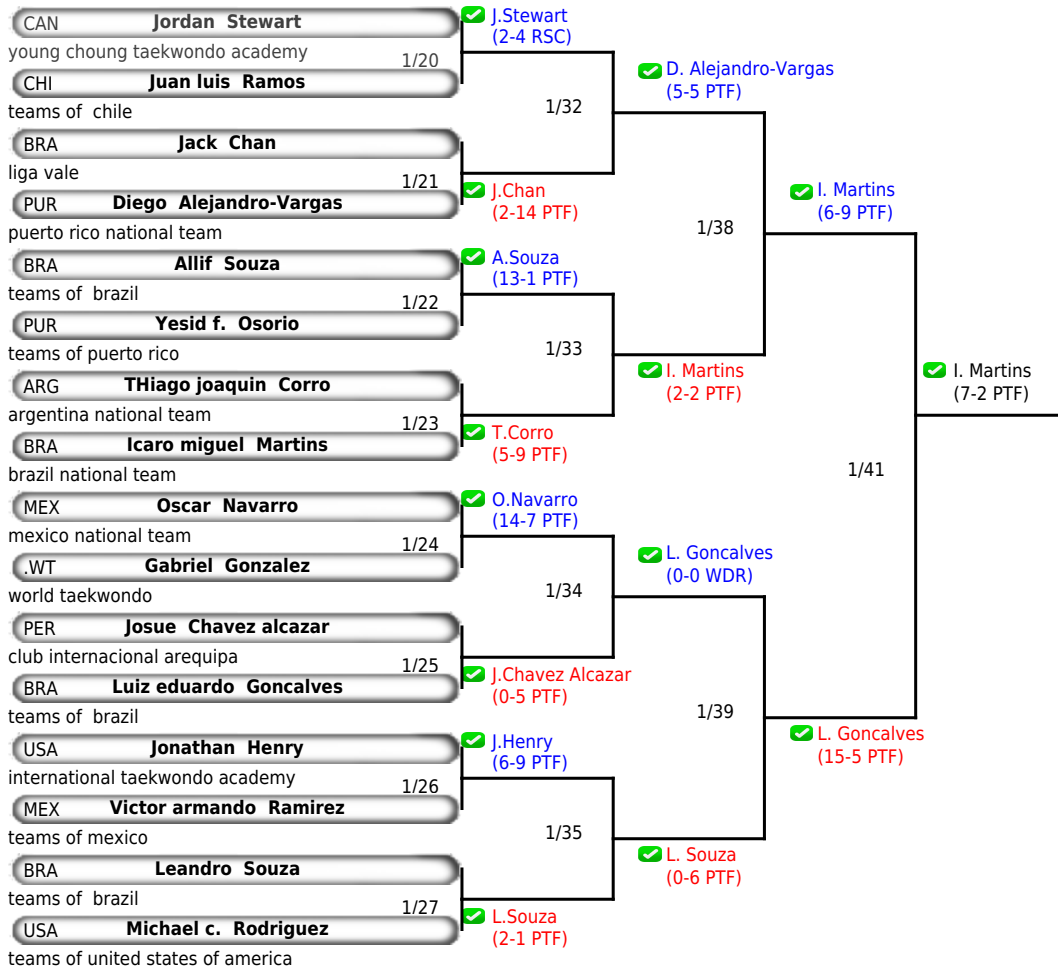 CAN Jordan Stewart
young choung taekwondo academy
1/20
CHI Juan luis Ramos
teams of chile
BRA Jack Chan
liga vale
1/21
PUR Diego Alejandro-Vargas
puerto rico national team
BRA Allif Souza
teams of brazil
1/22
PUR Yesid f. Osorio
teams of puerto rico
ARG THiago joaquin Corro
argentina national team
1/23
BRA Icaro miguel Martins
brazil national team
MEX Oscar Navarro
mexico national team
1/24
.WT Gabriel Gonzalez
world taekwondo
PER Josue Chavez alcazar
club internacional arequipa
1/25
BRA Luiz eduardo Goncalves
teams of brazil
USA Jonathan Henry
international taekwondo academy
1/26
MEX Victor armando Ramirez
teams of mexico
BRA Leandro Souza
teams of brazil
1/27
USA Michael c. Rodriguez
teams of united states of america
J.Stewart
(2-4 RSC)
1/32
J.Chan
(2-14 PTF)
A.Souza
(13-1 PTF)
1/33
T.Corro
(5-9 PTF)
O.Navarro
(14-7 PTF)
1/34
J.Chavez Alcazar
(0-5 PTF)
J.Henry
(6-9 PTF)
1/35
L.Souza
(2-1 PTF)
D. Alejandro-Vargas
(5-5 PTF)
1/38
I. Martins
(2-2 PTF)
L. Goncalves
(0-0 WDR)
1/39
L. Souza
(0-6 PTF)
I. Martins
(6-9 PTF)
1/41
L. Goncalves
(15-5 PTF)
I. Martins
(7-2 PTF)